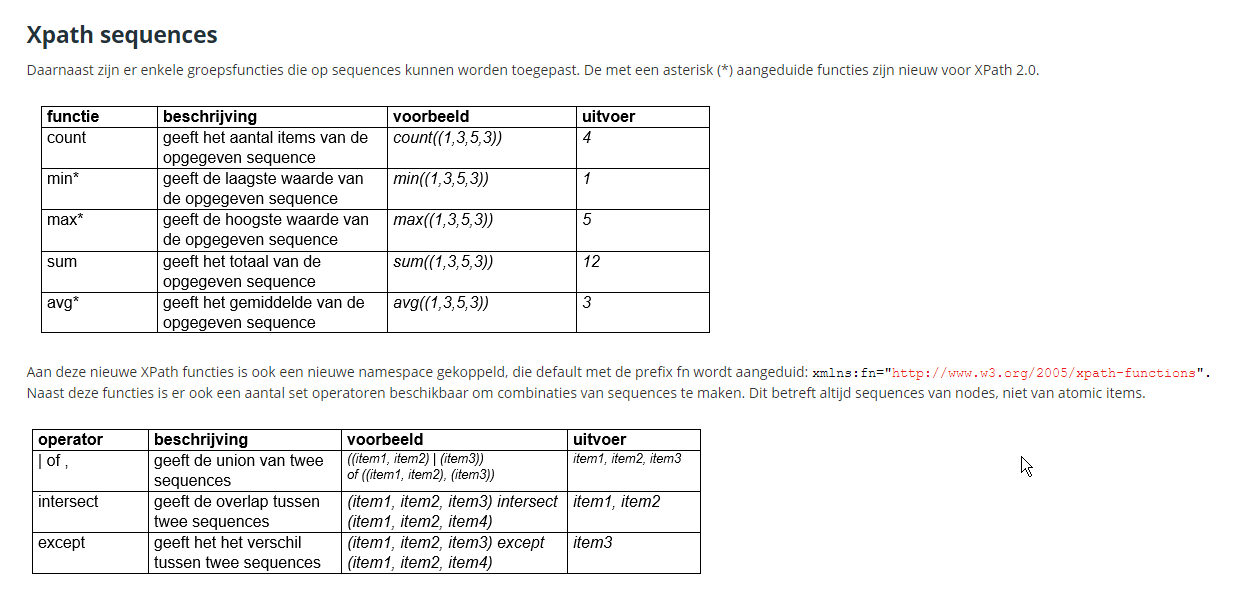 Xpath sequences
Daarnaast zijn er enkele groepsfuncties die op sequences kunnen worden toegepast. De met een asterisk (*) aangeduide functies zijn nieuw voor XPath 2.0.
functie beschrijving voorbeeld uitvoer
count geeft het aantal items van de count((1,3,5,3)) 4
opgegeven sequence
min* geeft de laagste waarde van min((1,3,5,3)) 1
de opgegeven sequence
max* geeft de hoogste waarde van max((1,3,5,3)) 5
de opgegeven sequence
sum geeft het totaal van de sum((1,3,5,3)) 12
opgegeven sequence
avg* geeft het gemiddelde van de avg((1,3,5,3)) 3
opgegeven sequence
Aan deze nieuwe XPath functies is ook een nieuwe namespace gekoppeld, die default met de prefix fn wordt aangeduid: xmlns:fn="http://www.w3.org/2005/xpath-functions".
Naast deze functies is er ook een aantal set operatoren beschikbaar om combinaties van sequences te maken. Dit betreft altijd sequences van nodes, niet van atomic items.
operator beschrijving voorbeeld uitvoer
| of , geeft de union van twee ((item1, item2) | (item3)) item1, item2, item3
sequences of ((item1, item2), (item3))
intersect geeft de overlap tussen (item1, item2, item3) intersect item1, item2
twee sequences (item1, item2, item4)
except geeft het het verschil (item1, item2, item3) except item3
tussen twee sequences (item1, item2, item4)